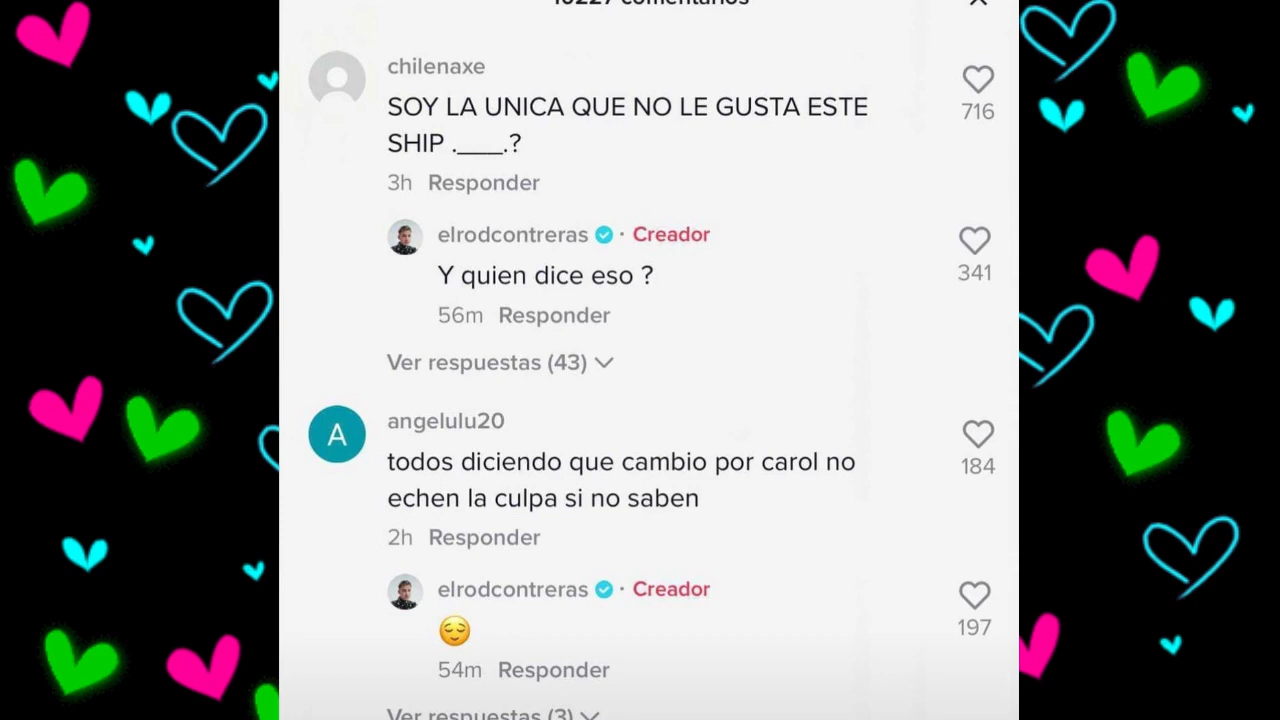 10227 comentarios
chilenaxe
SOY LA UNICA QUE NO LE GUSTA ESTE
716
SHIP .___.?
3h Responder
elrodcontreras · Creador
Y quien dice eso ?
341
56m Responder
Ver respuestas (43)
A
angelulu20
todos diciendo que cambio por carol no
184
echen la culpa si no saben
2h Responder
elrodcontreras · Creador
😌
197
54m Responder
Ver respuestas (3)